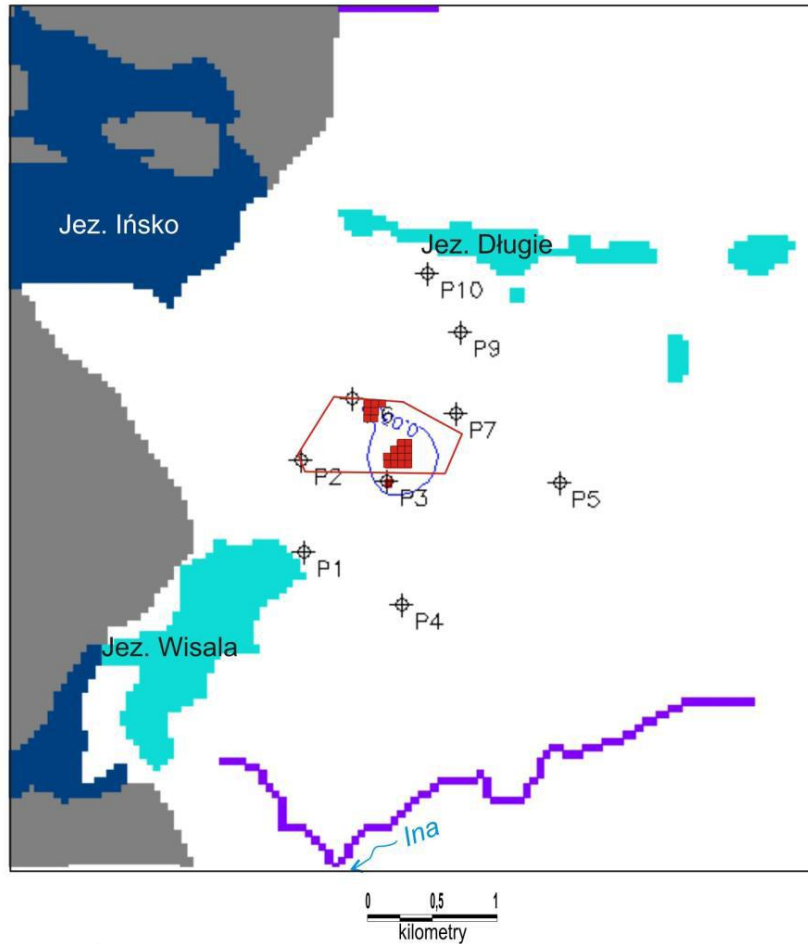 Jez. Ińsko
Jez. Długie
P10
P9
6
P7
P2
P3
P5
P1
P4
Jez. Wisala
Ina
0 0,5 1
kilometry